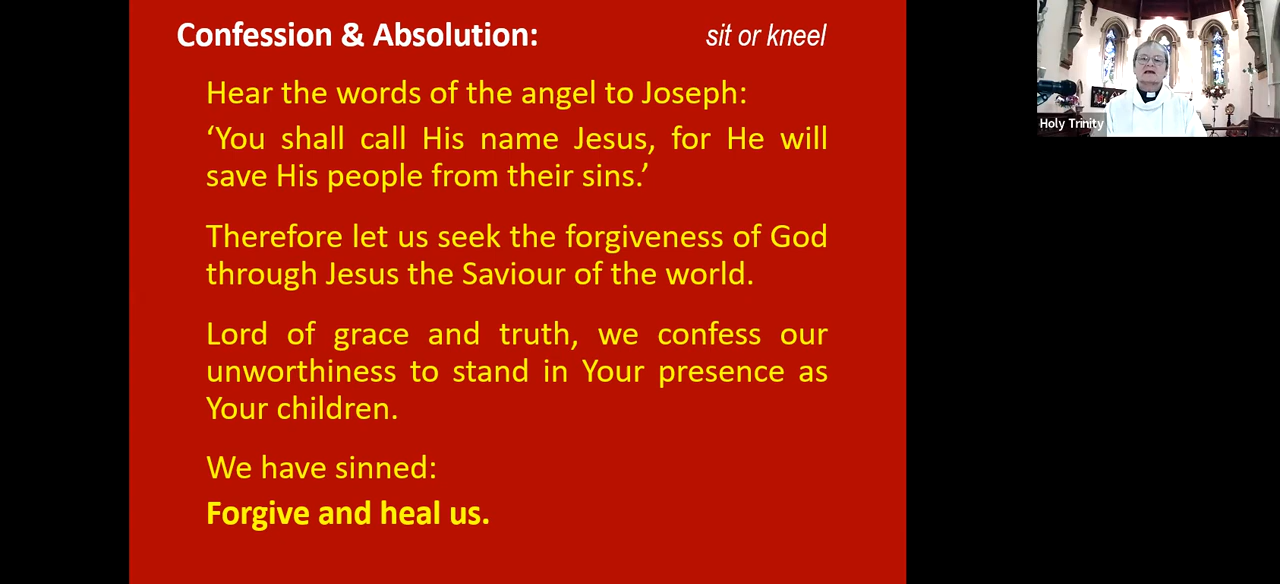 Confession & Absolution: sit or kneel
Hear the words of the angel to Joseph:
‘You shall call His name Jesus, for He will
save His people from their sins.’
Therefore let us seek the forgiveness of God
through Jesus the Saviour of the world.
Lord of grace and truth, we confess our
unworthiness to stand in Your presence as
Your children.
We have sinned:
Forgive and heal us.
Holy Trinity